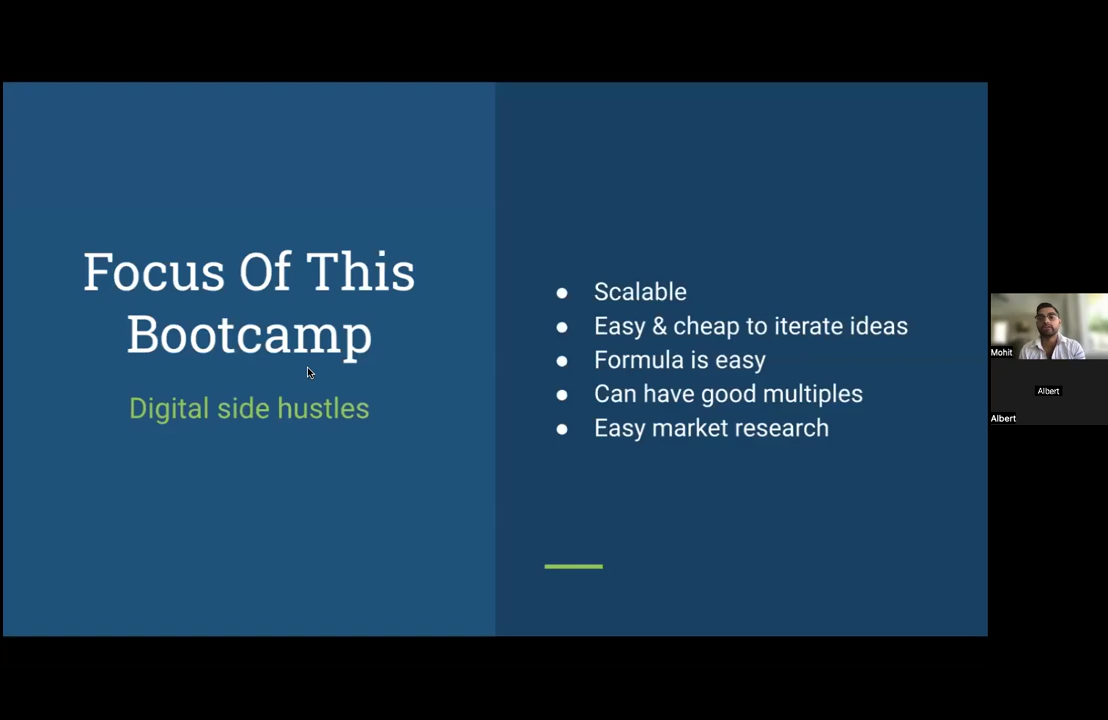 Focus Of This
Bootcamp
Digital side hustles
● Scalable
● Easy & cheap to iterate ideas
● Formula is easy
● Can have good multiples
● Easy market research
Mohit
Albert
Albert